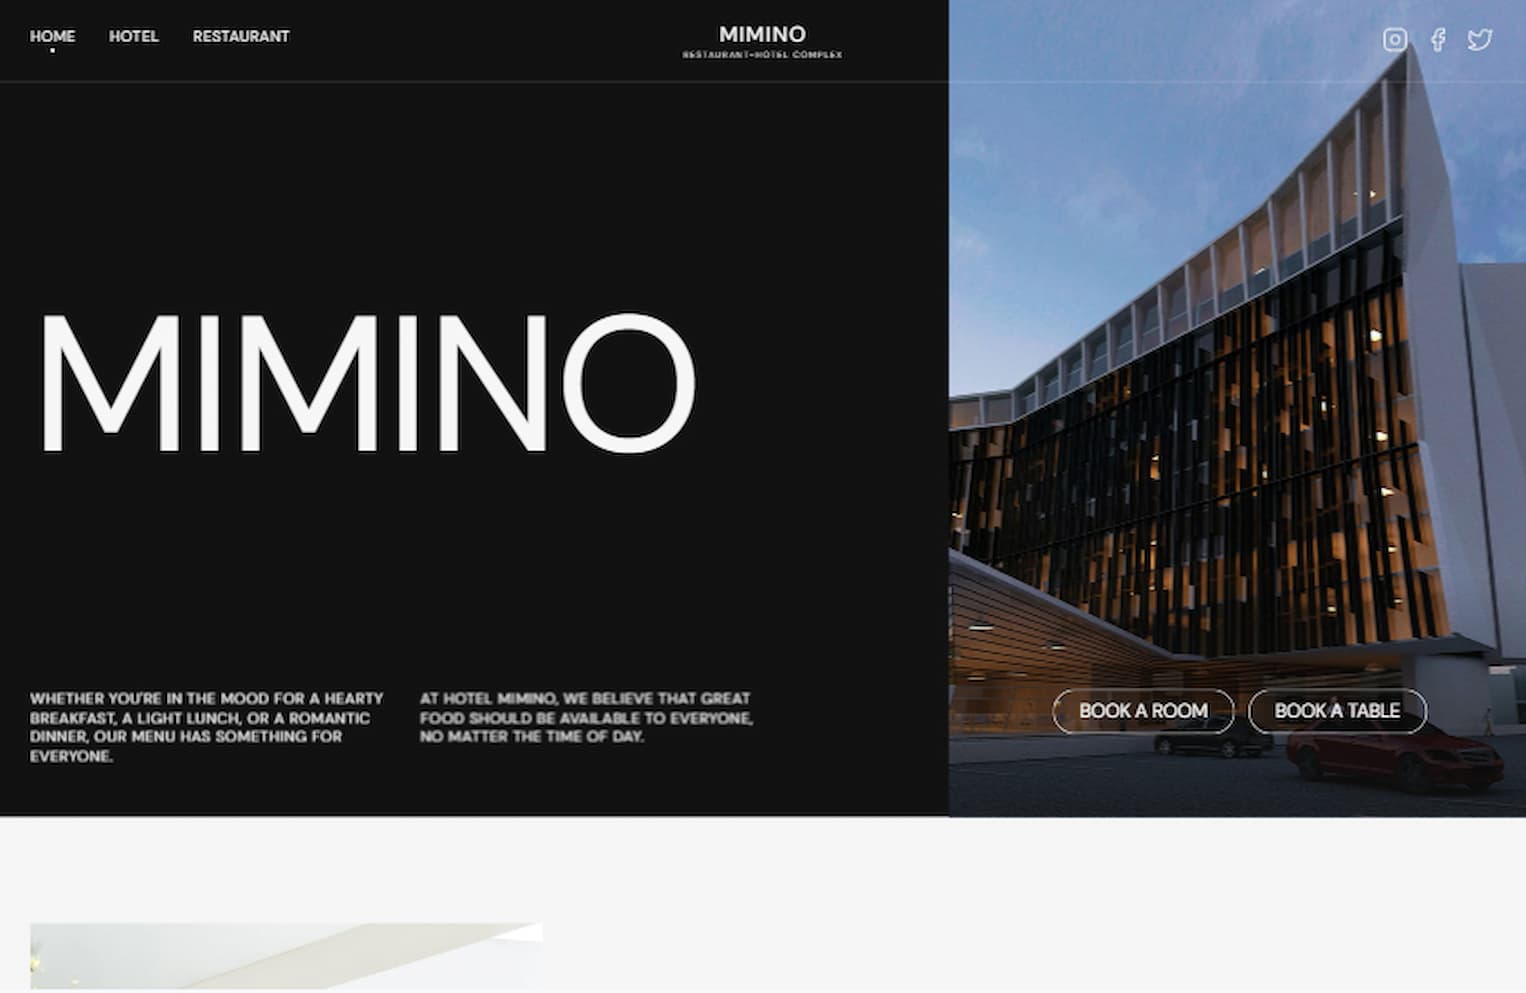 HOME HOTEL RESTAURANT
MIMINO
RESTAURANT-HOTEL COMPLEX
MIMINO
WHETHER YOU'RE IN THE MOOD FOR A HEARTY
BREAKFAST, A LIGHT LUNCH, OR A ROMANTIC
DINNER, OUR MENU HAS SOMETHING FOR
EVERYONE.
AT HOTEL MIMINO, WE BELIEVE THAT GREAT
FOOD SHOULD BE AVAILABLE TO EVERYONE,
NO MATTER THE TIME OF DAY.
BOOK A ROOM BOOK A TABLE